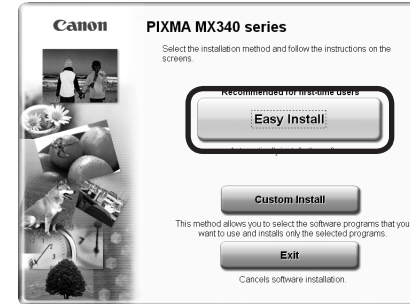 Canon
PIXMA MX340 series
Select the installation method and follow the instructions on the
screens.
Recommended for first-time users
Easy Install
Custom Install
This method allows you to select the software programs that you
want to use and installs only the selected programs.
Exit
Cancels software installation.